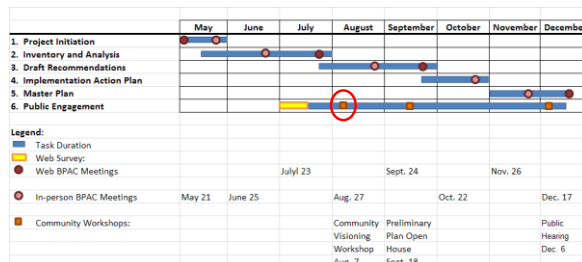 May June July August September October November December
1. Project Initiation
2. Inventory and Analysis
3. Draft Recommendations
4. Implementation Action Plan
5. Master Plan
6. Public Engagement
Legend:
Task Duration
Web Survey:
Web BPAC Meetings Julyl 23 Sept. 24 Nov. 26
In-person BPAC Meetings May 21 June 25 Aug. 27 Oct. 22 Dec. 17
Community Workshops: Community Preliminary Public
Visioning Plan Open Hearing
Workshop House Dec. 6
Aug. 7 Sept. 18